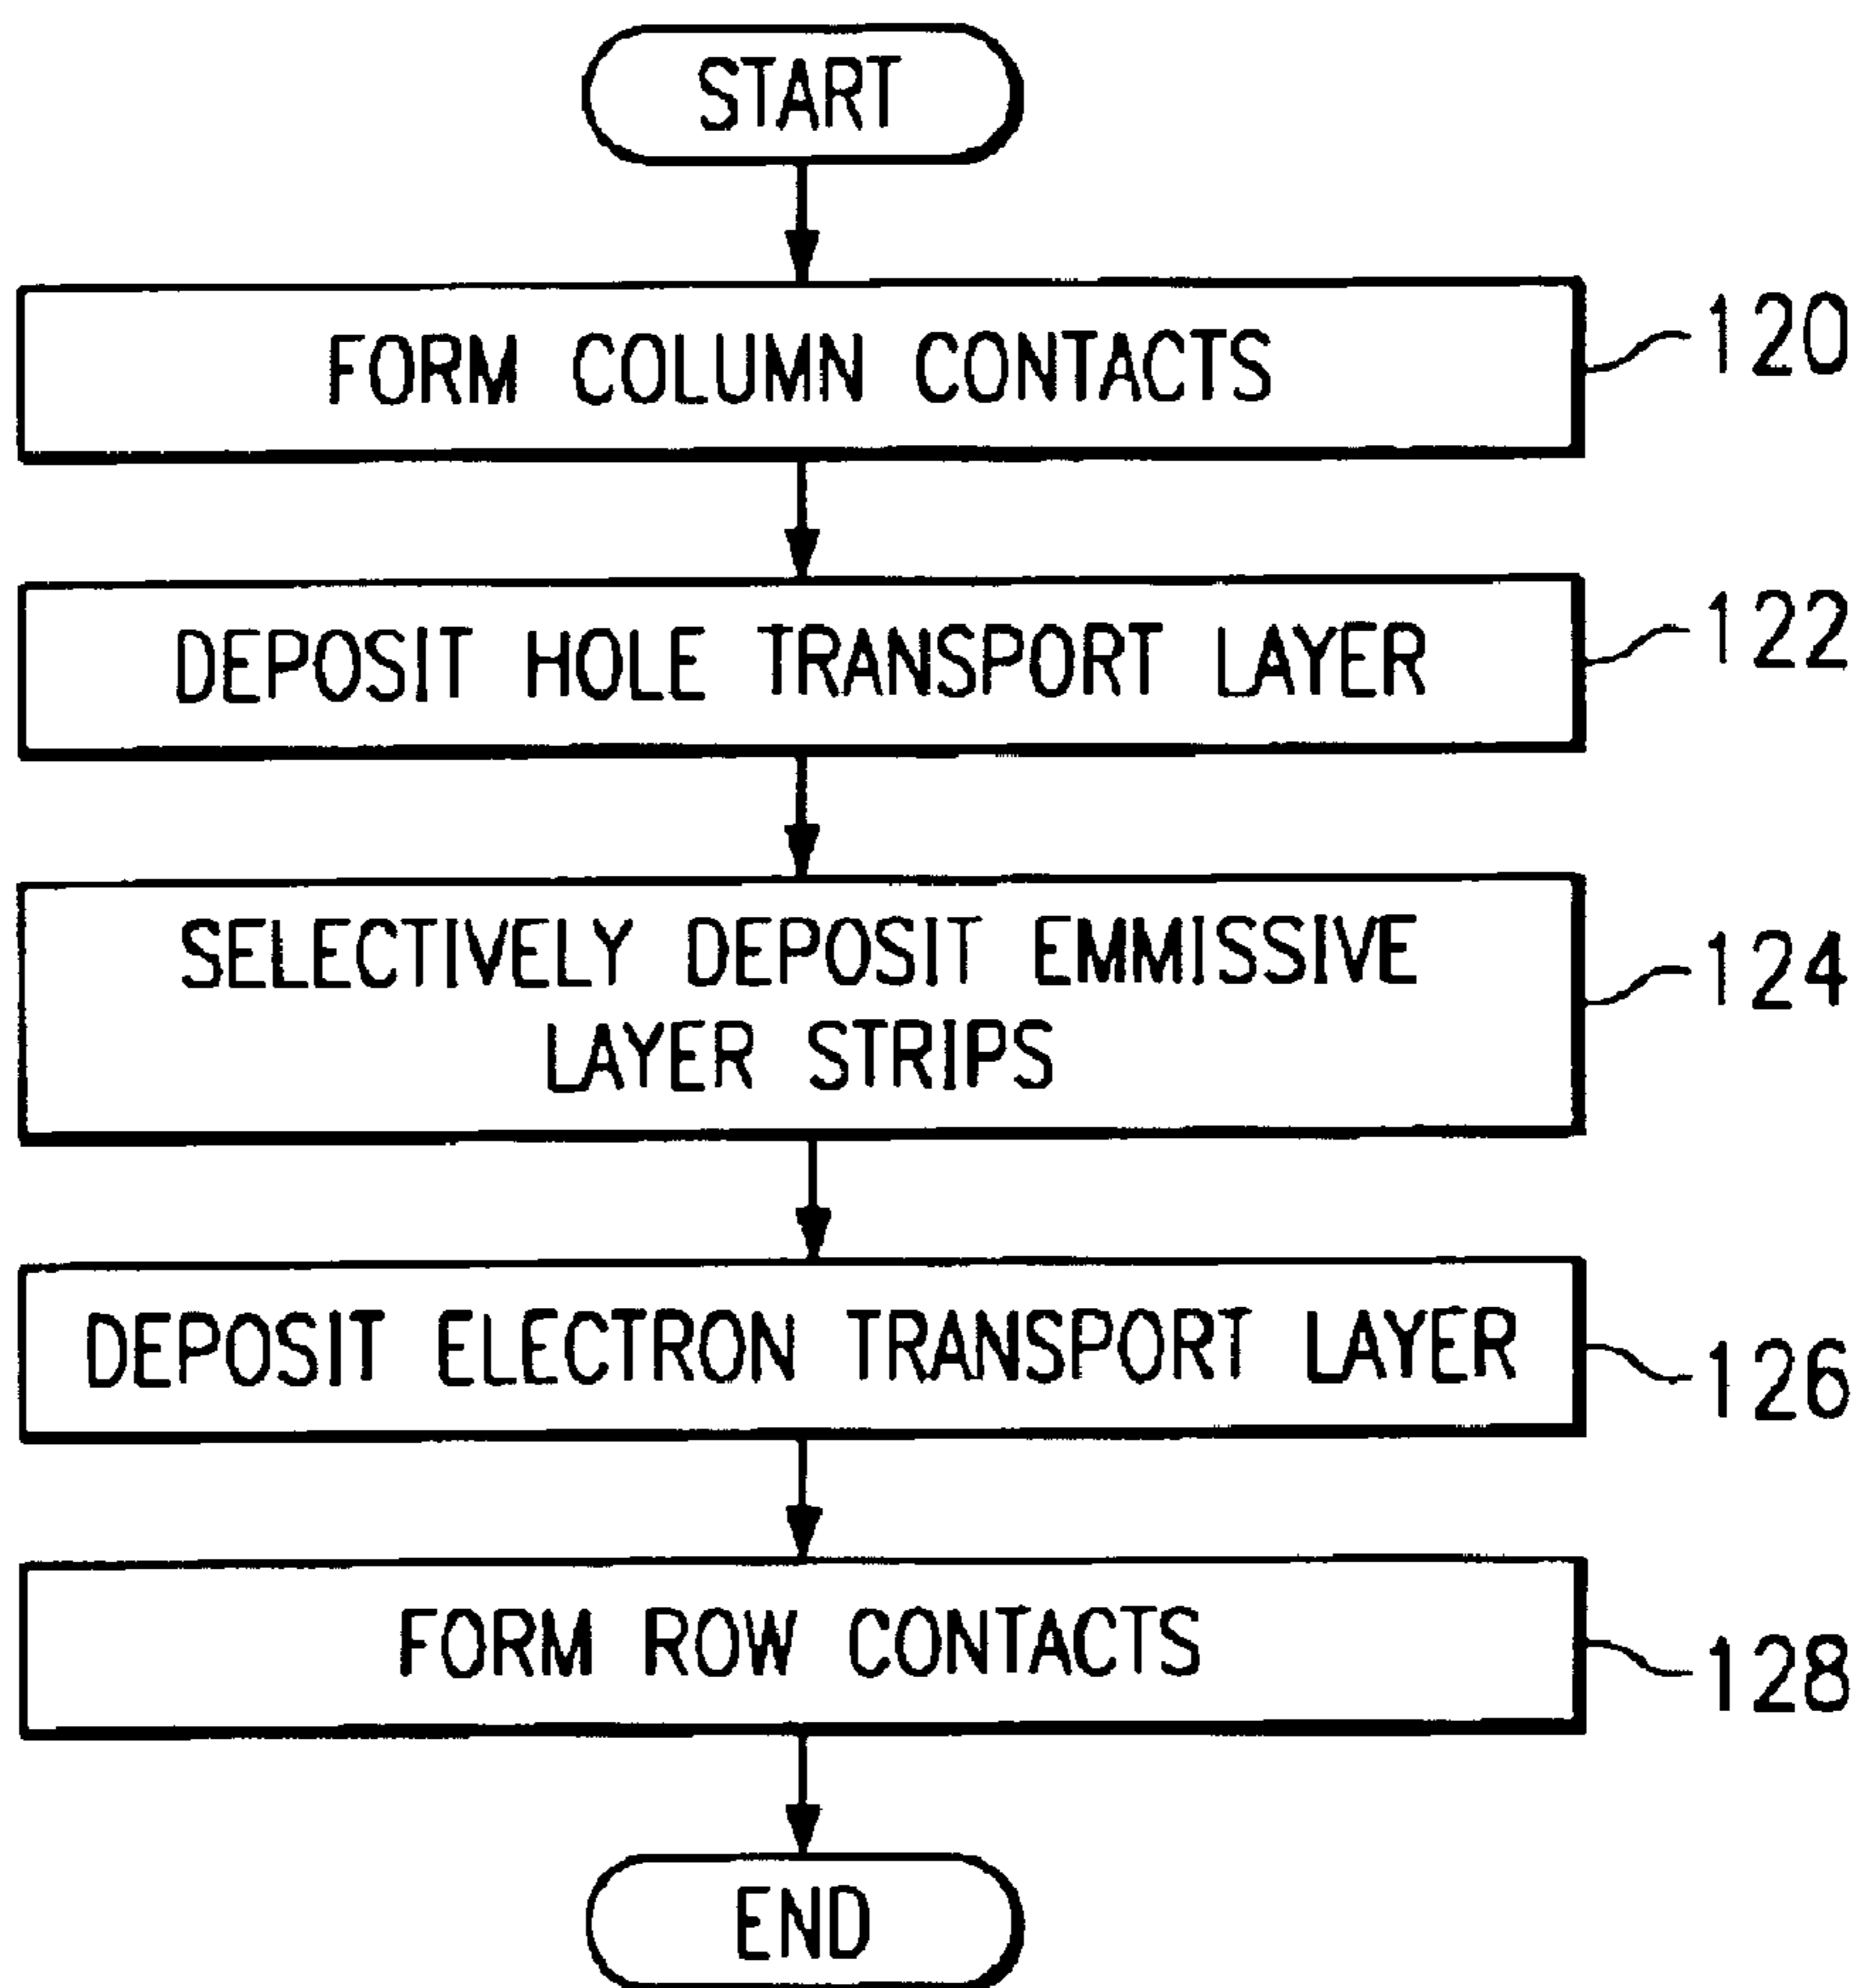 START
FORM COLUMN CONTACTS
120
DEPOSIT HOLE TRANSPORT LAYER
122
SELECTIVELY DEPOSIT EMMISSIVE
LAYER STRIPS
124
DEPOSIT ELECTRON TRANSPORT LAYER
126
FORM ROW CONTACTS
128
END